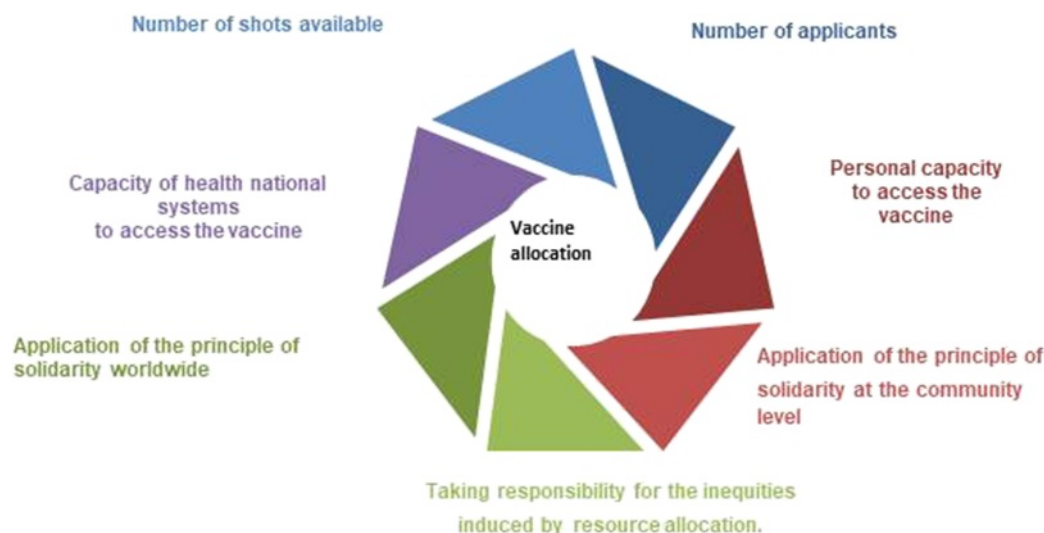 Number of shots available
Number of applicants
Capacity of health national
systems
to access the vaccine
Personal capacity
to access the
vaccine
Vaccine
allocation
Application of the principle of
solidarity worldwide
Application of the principle of
solidarity at the community
level
Taking responsibility for the inequities
induced by resource allocation.